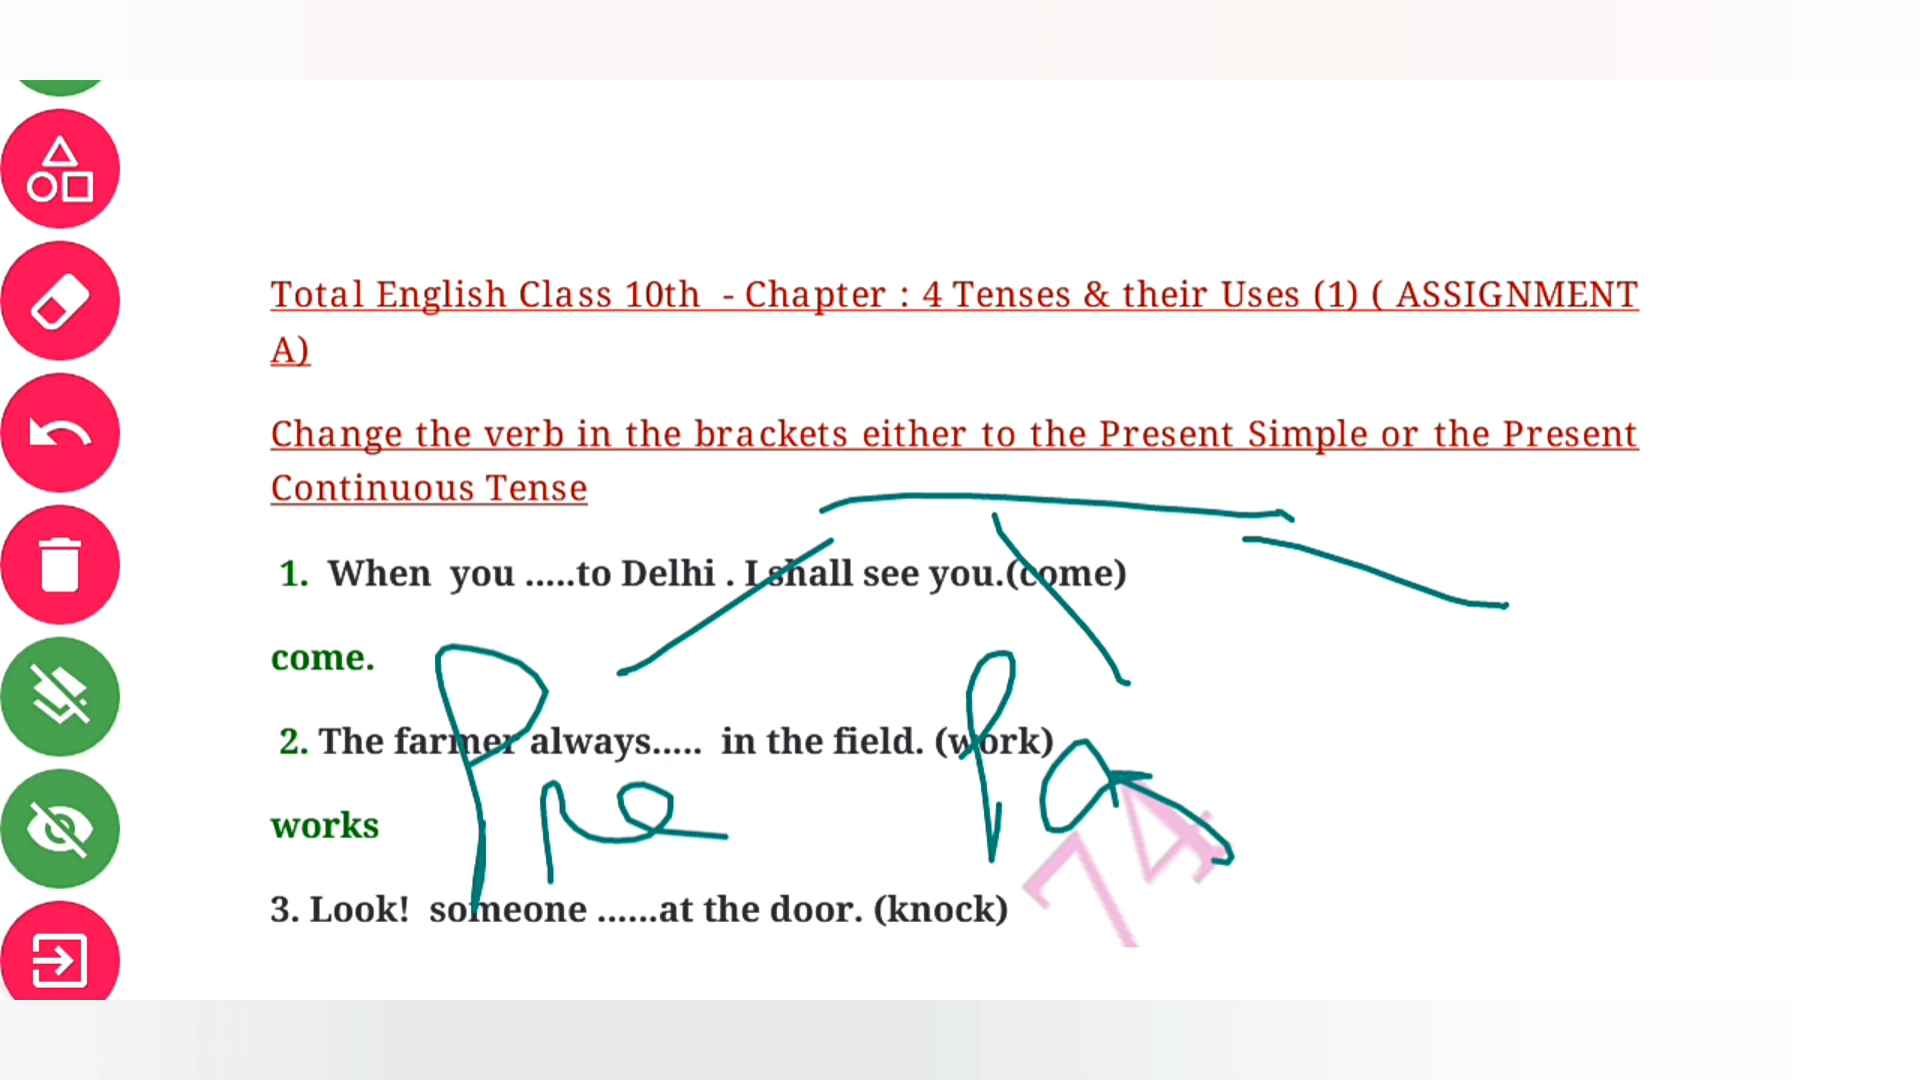 Total English Class 10th - Chapter : 4 Tenses & their Uses (1) ( ASSIGNMENT
A)
Change the verb in the brackets either to the Present Simple or the Present
Continuous Tense
1. When you .....to Delhi . I shall see you.(come)
come.
2. The farmer always..... in the field. (work)
Pre Pas
works
74
3. Look! someone ......at the door. (knock)